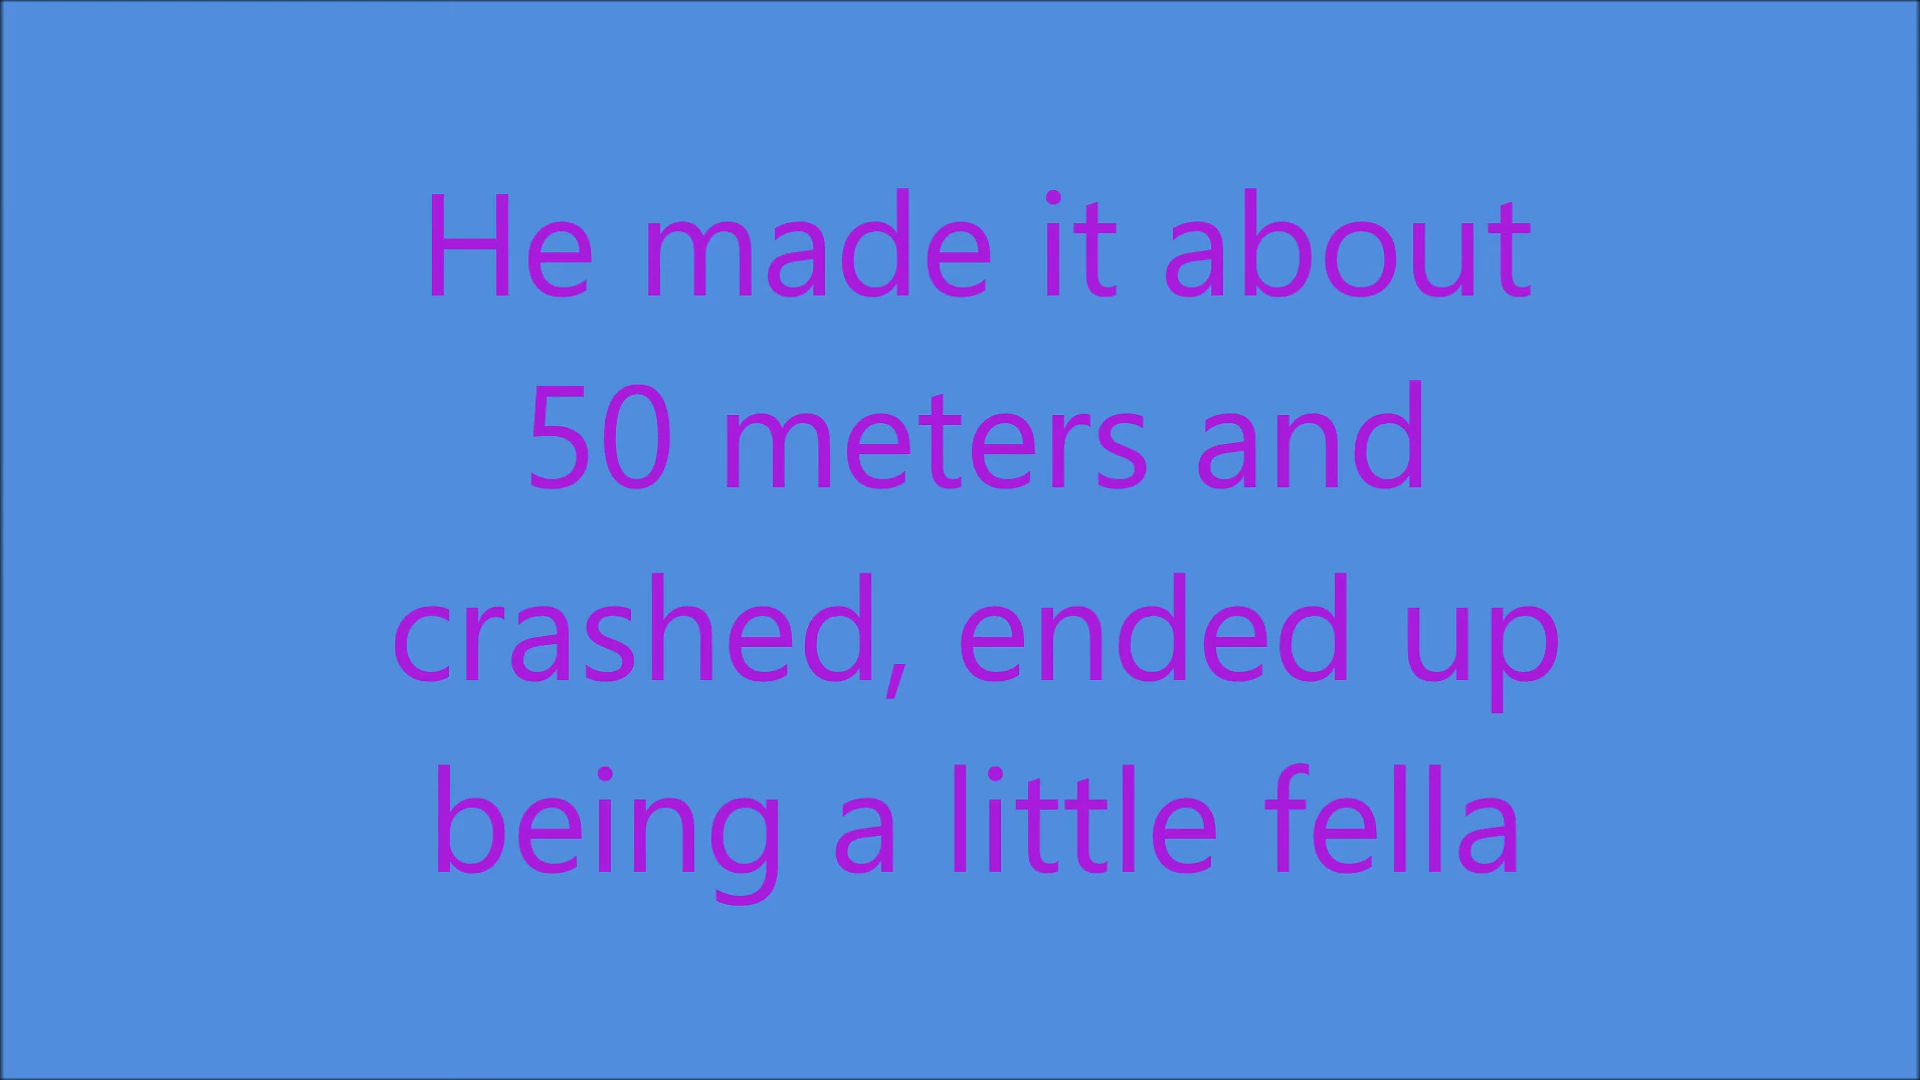 He made it about
50 meters and
crashed, ended up
being a little fella